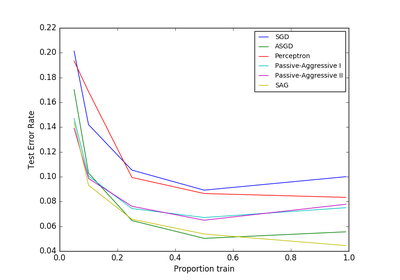 0.22
0.20
0.18
0.16
0.14
0.12
0.10
0.08
0.06
0.04
Test Error Rate
SGD
ASGD
Perceptron
Passive-Aggressive I
Passive-Aggressive II
SAG
0.0 0.2 0.4 0.6 0.8 1.0
Proportion train